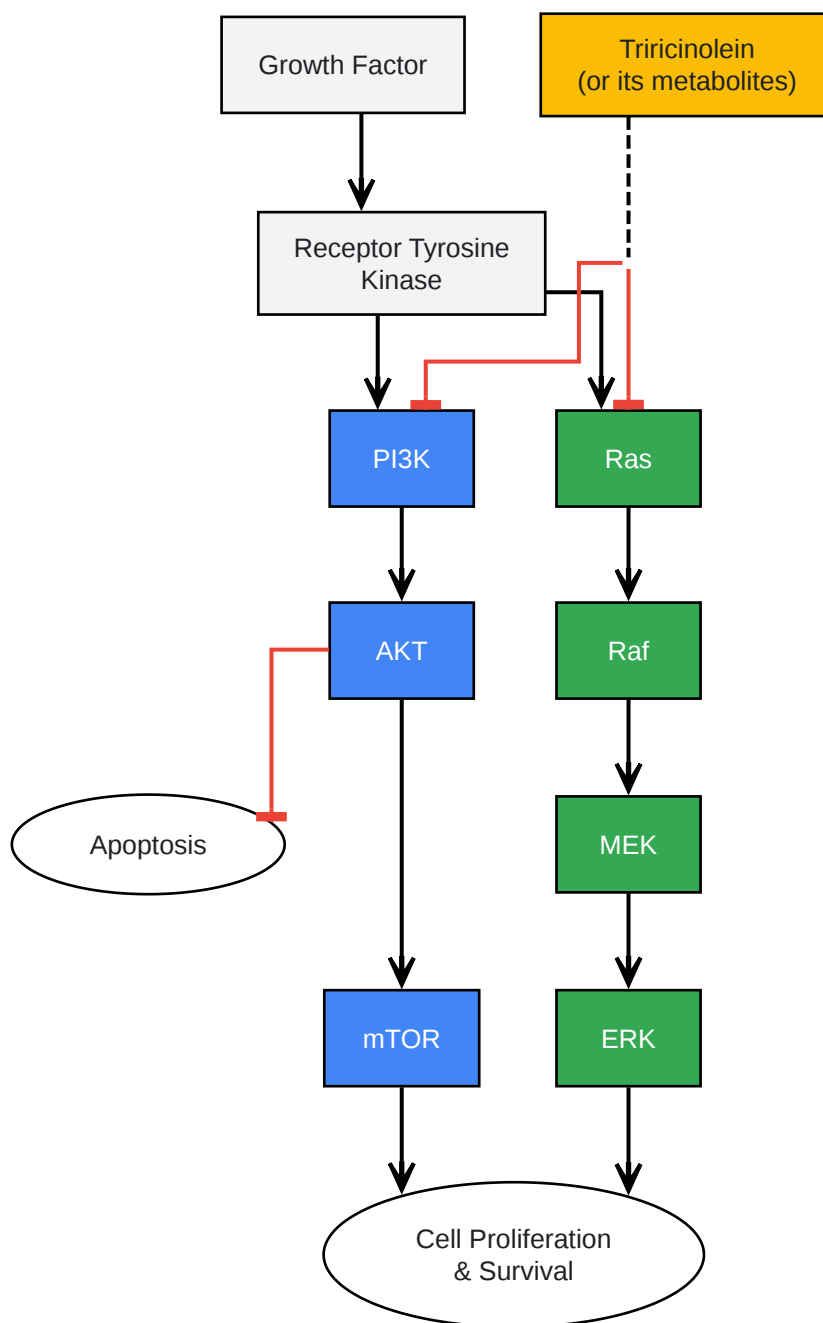 Growth Factor
Triricinolein
(or its metabolites)
Receptor Tyrosine
Kinase
PI3K
Ras
AKT
Raf
Apoptosis
MEK
mTOR
ERK
Cell Proliferation
& Survival